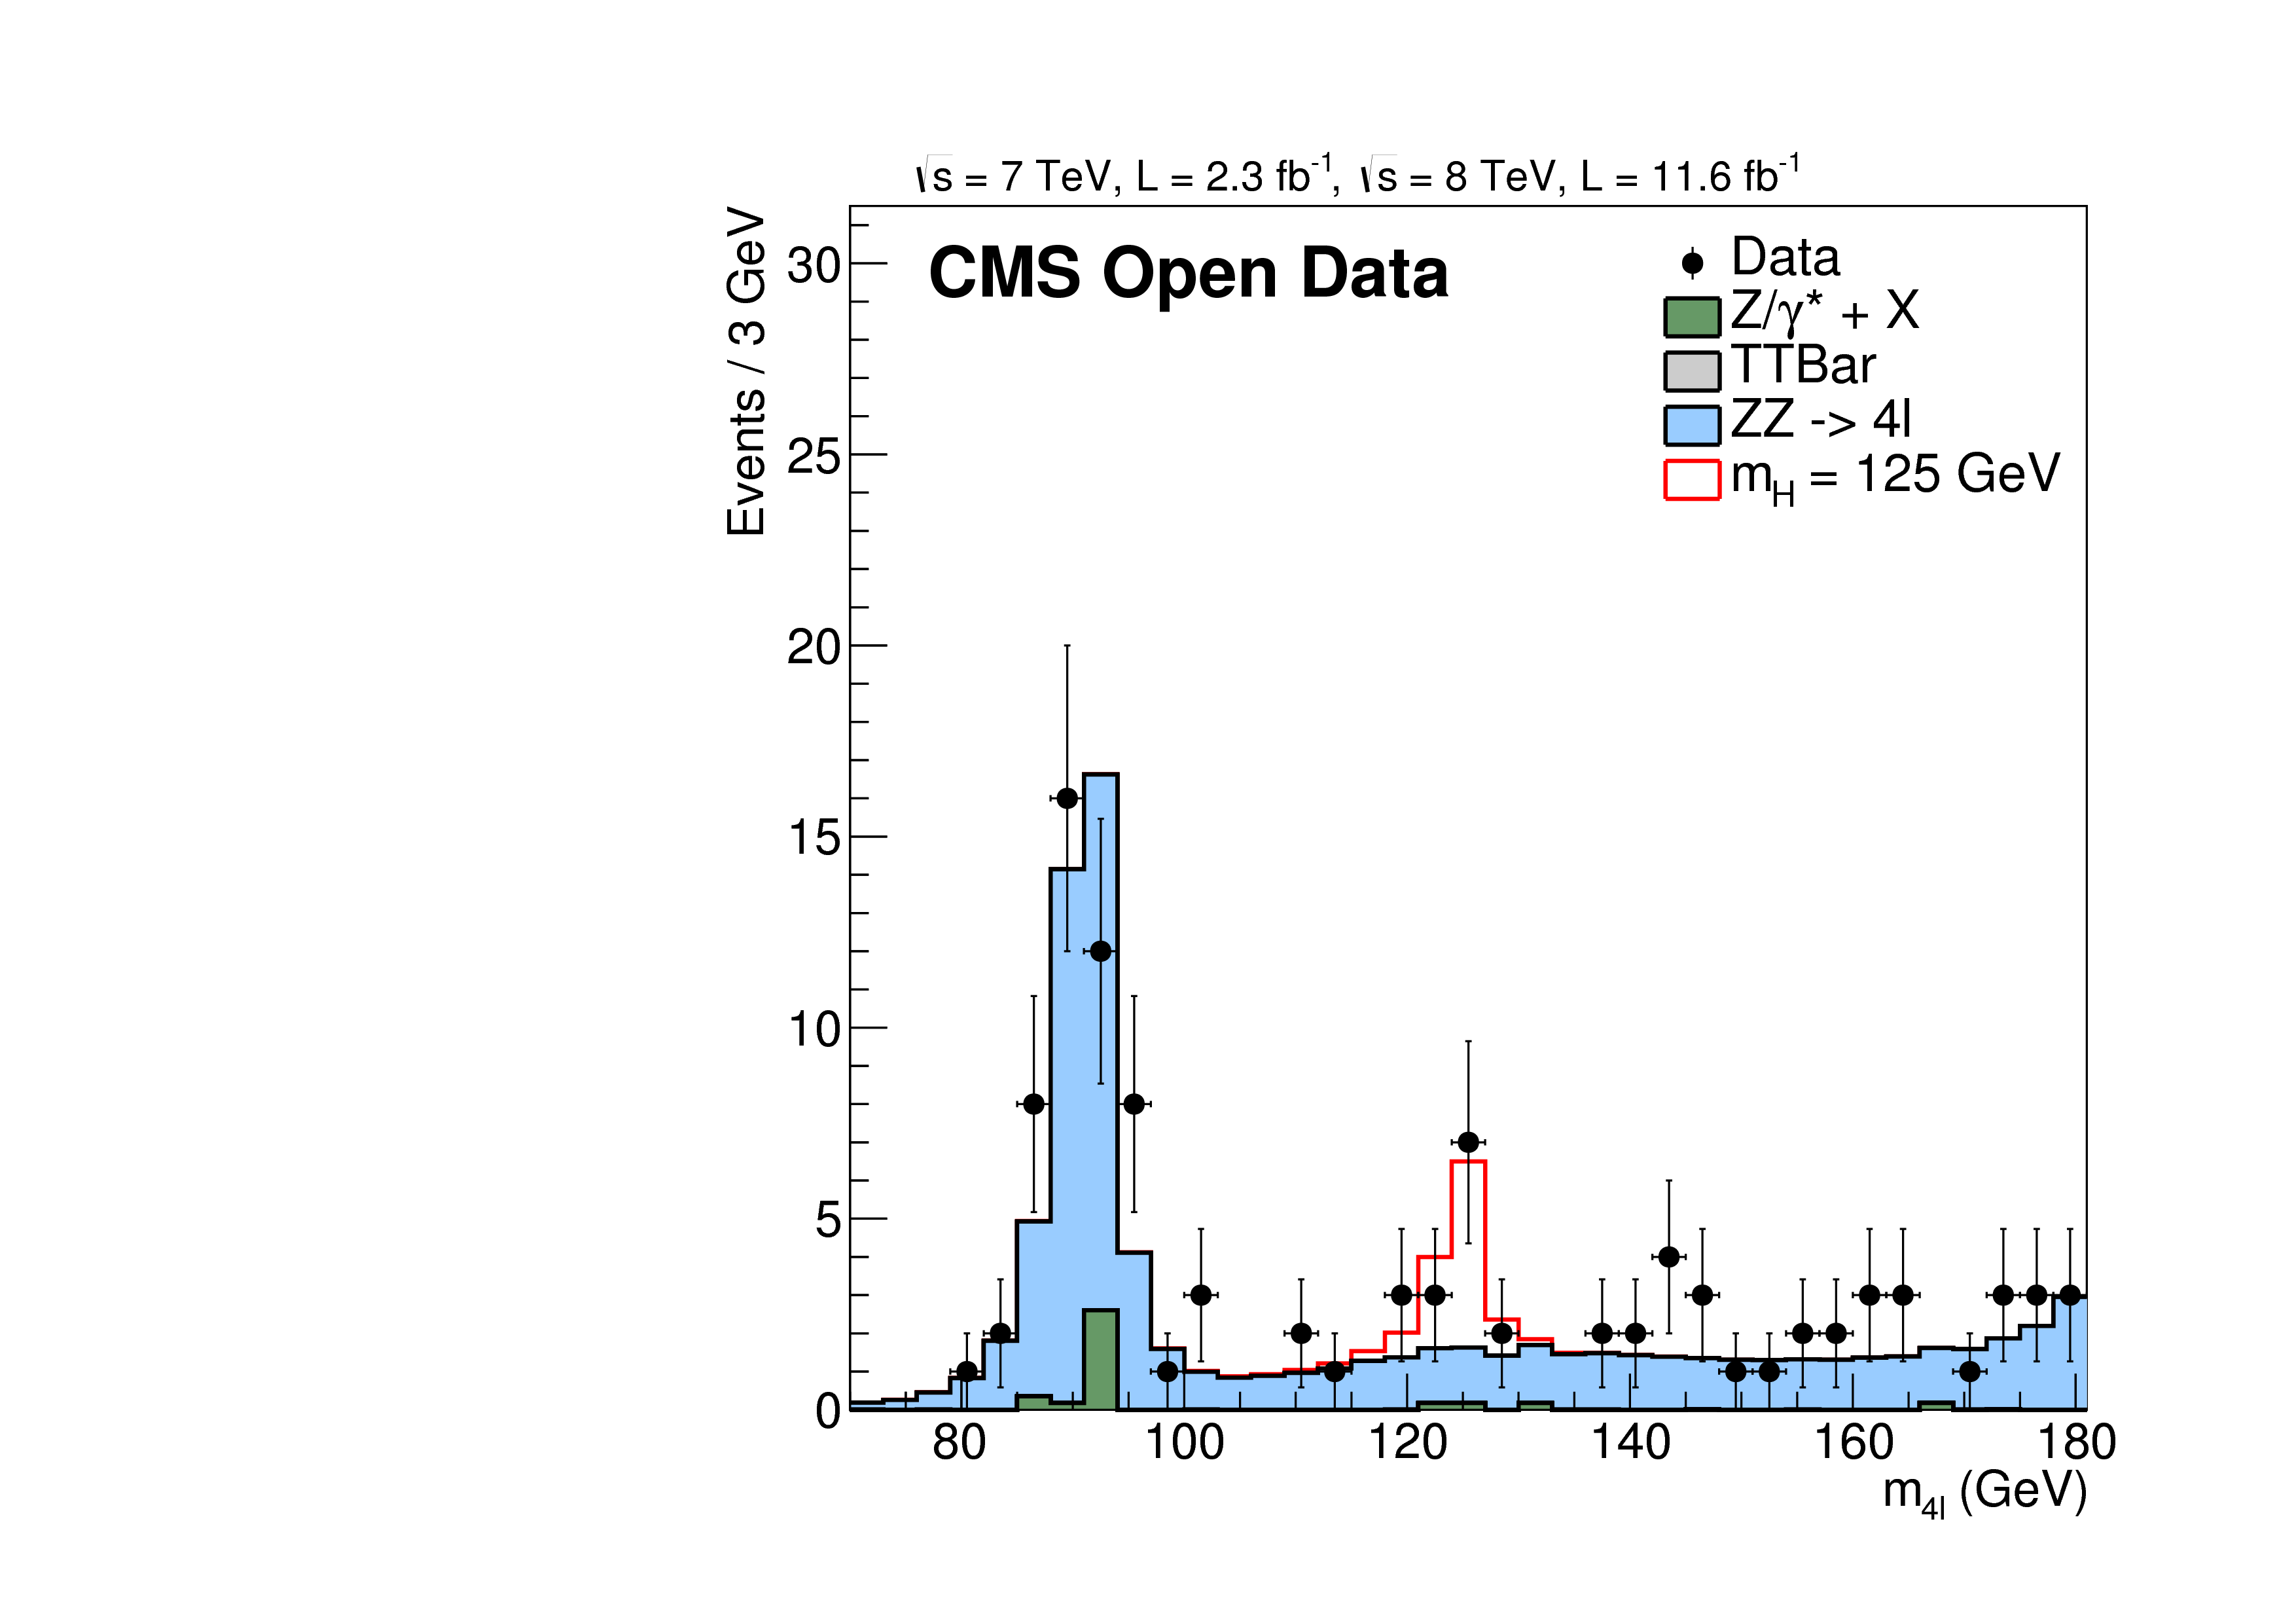 √s = 7 TeV, L = 2.3 fb⁻¹, √s = 8 TeV, L = 11.6 fb⁻¹
Events / 3 GeV
CMS Open Data
Data
Z/γ* + X
TTBar
ZZ -> 4l
m_H = 125 GeV
30
25
20
15
10
5
0
80 100 120 140 160 180
m_4l (GeV)